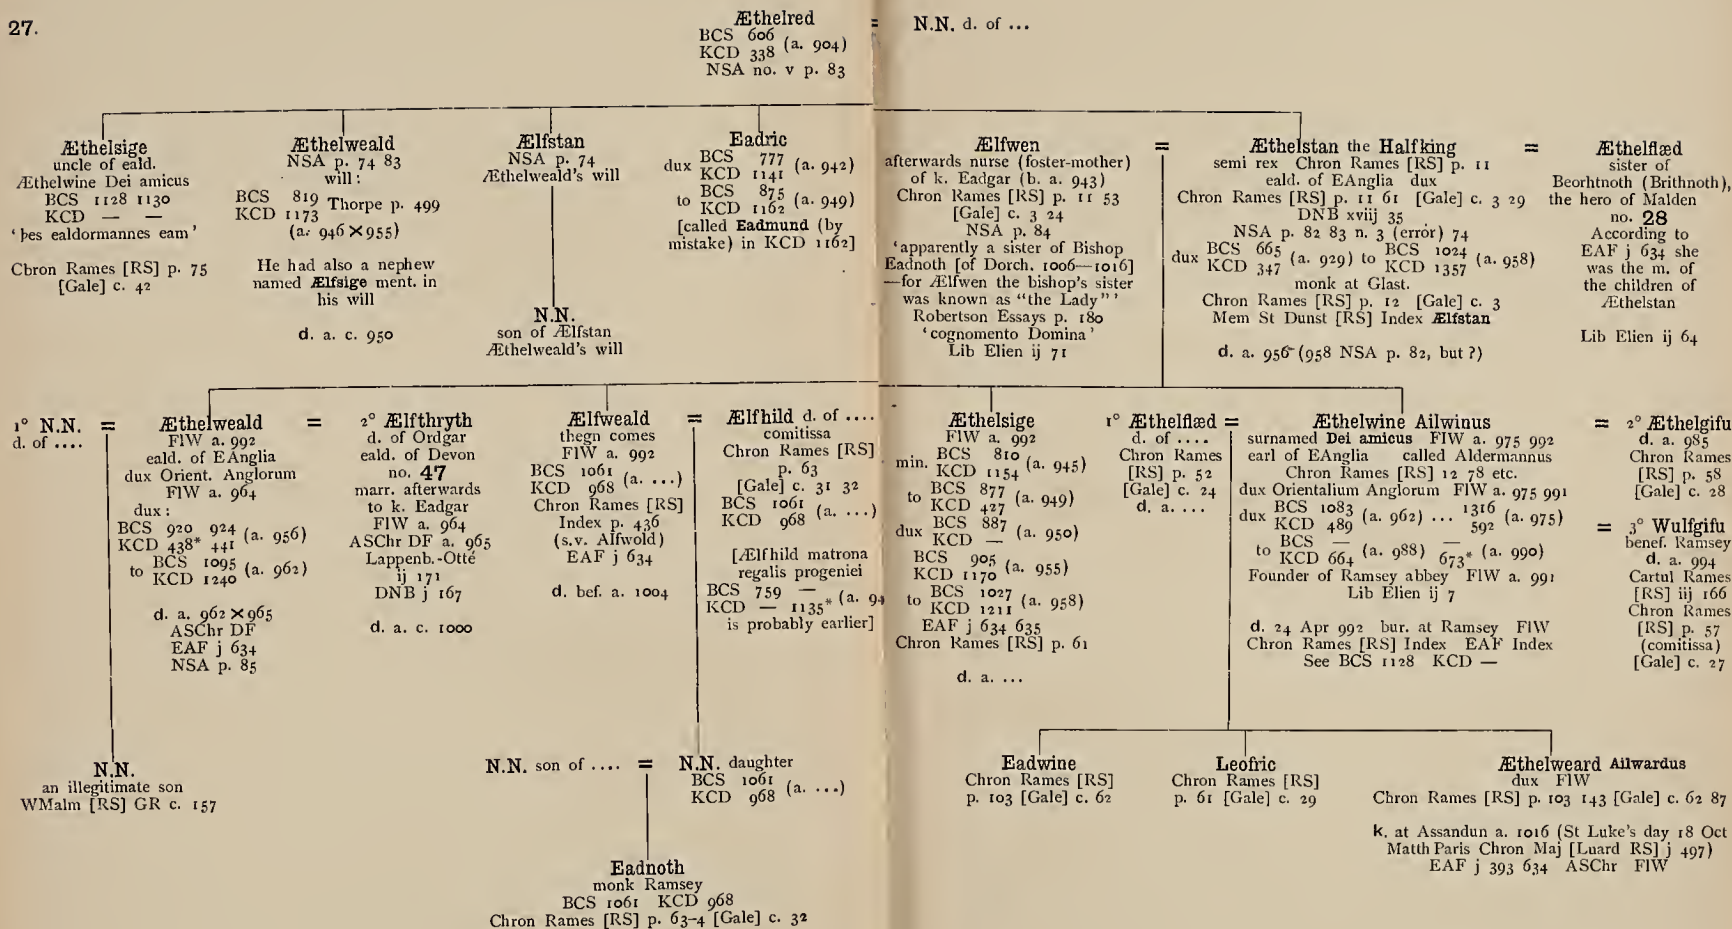 27.
Æthelred = N.N. d. of ...
BCS 606
KCD 338 (a. 904)
NSA no. v p. 83
Æthelsige
uncle of eald.
Æthelwine Dei amicus
BCS 1128 1130
KCD — —
‘ þes ealdormannes eam ’
Chron Rames [RS] p. 75
[Gale] c. 42
Æthelweald
NSA p. 74 83
will:
BCS 819
KCD 1173 Thorpe p. 499
(a. 946 × 955)
He had also a nephew
named Ælfsige ment. in
his will
d. a. c. 950
Ælfstan
NSA p. 74
Æthelweald's will
N.N.
son of Ælfstan
Æthelweald's will
Eadric
dux BCS 777
KCD 1141 (a. 942)
to BCS 875
KCD 1162 (a. 949)
[called Eadmund (by
mistake) in KCD 1162]
Ælfwen =
afterwards nurse (foster-mother)
of k. Eadgar (b. a. 943)
Chron Rames [RS] p. 11 53
[Gale] c. 3 24
NSA p. 84
‘ apparently a sister of Bishop
Eadnoth [of Dorch. 1006—1016]
—for Ælfwen the bishop's sister
was known as “the Lady” ’
Robertson Essays p. 180
‘ cognomento Domina ’
Lib Elien ij 71
Æthelstan the Halfking =
semi rex Chron Rames [RS] p. 11
eald. of EAnglia dux
Chron Rames [RS] p. 11 61 [Gale] c. 3 29
DNB xviij 35
NSA p. 82 83 n. 3 (error) 74
dux BCS 665
KCD 347 (a. 929) to BCS 1024
KCD 1357 (a. 958)
monk at Glast.
Chron Rames [RS] p. 12 [Gale] c. 3
Mem St Dunst [RS] Index Ælfstan
d. a. 956 (958 NSA p. 82, but ?)
Æthelflæd
sister of
Beorhtnoth (Brithnoth),
the hero of Maldon
no. 28
According to
EAF j 634 she
was the m. of
the children of
Æthelstan
Lib Elien ij 64
1° N.N. =
d. of ....
Æthelweald =
FlW a. 992
eald. of EAnglia
dux Orient. Anglorum
FlW a. 964
dux :
BCS 920 924
KCD 438* 441 (a. 956)
to BCS 1095
KCD 1240 (a. 962)
d. a. 962 × 965
ASChr DF
EAF j 634
NSA p. 85
2° Ælfthryth
d. of Ordgar
eald. of Devon
no. 47
marr. afterwards
to k. Eadgar
FlW a. 964
ASChr DF a. 965
Lappenb.-Otté
ij 171
DNB j 167
d. a. c. 1000
Ælfweald =
thegn comes
FlW a. 992
BCS 1061
KCD 968 (a. ...)
Chron Rames [RS]
Index p. 436
(s.v. Alfwold)
EAF j 634
d. bef. a. 1004
Ælfhild d. of ....
comitissa
Chron Rames [RS]
p. 63
[Gale] c. 31 32
BCS 1061
KCD 968 (a. ...)
[Ælfhild matrona
regalis progeniei
BCS 759 —
KCD — 1135* (a. 94
is probably earlier]
Æthelsige
FlW a. 992
min. BCS 810
KCD 1154 (a. 945)
to BCS 877
KCD 427 (a. 949)
dux BCS 887
KCD — (a. 950)
BCS 905
KCD 1170 (a. 955)
to BCS 1027
KCD 1211 (a. 958)
EAF j 634 635
Chron Rames [RS] p. 61
d. a. ...
1° Æthelflæd =
d. of ....
Chron Rames
[RS] p. 52
[Gale] c. 24
d. a. ...
Æthelwine Ailwinus
surnamed Dei amicus FlW a. 975 992
earl of EAnglia called Aldermannus
Chron Rames [RS] 12 78 etc.
dux Orientalium Anglorum FlW a. 975 991
dux BCS 1083
KCD 489 (a. 962) ... 1316
592 (a. 975)
to BCS —
KCD 664 (a. 988) —
673* (a. 990)
Founder of Ramsey abbey FlW a. 991
Lib Elien ij 7
d. 24 Apr 992 bur. at Ramsey FlW
Chron Rames [RS] Index EAF Index
See BCS 1128 KCD —
= 2° Æthelgifu
d. a. 985
Chron Rames
[RS] p. 58
[Gale] c. 28
= 3° Wulfgifu
benef. Ramsey
d. a. 994
Cartul Rames
[RS] iij 166
Chron Rames
[RS] p. 57
(comitissa)
[Gale] c. 27
N.N.
an illegitimate son
WMalm [RS] GR c. 157
N.N. son of .... = N.N. daughter
BCS 1061
KCD 968 (a. ...)
Eadnoth
monk Ramsey
BCS 1061 KCD 968
Chron Rames [RS] p. 63-4 [Gale] c. 32
Eadwine
Chron Rames [RS]
p. 103 [Gale] c. 62
Leofric
Chron Rames [RS]
p. 61 [Gale] c. 29
Æthelweard Ailwardus
dux FlW
Chron Rames [RS] p. 103 143 [Gale] c. 62 87
k. at Assandun a. 1016 (St Luke's day 18 Oct
Matth Paris Chron Maj [Luard RS] j 497)
EAF j 393 634 ASChr FlW